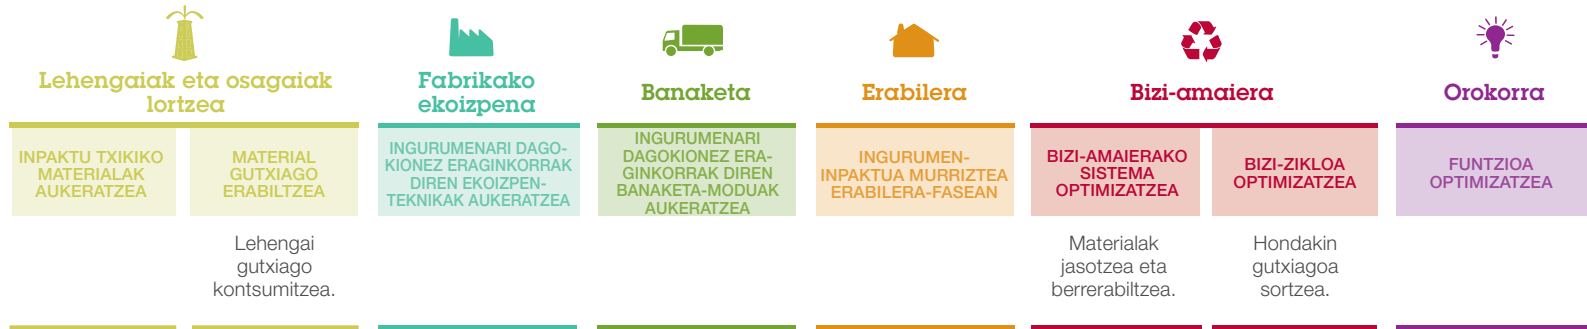 Lehengaiak eta osagaiak
lortzea
Fabrikako
ekoizpena
Banaketa
Erabilera
Bizi-amaiera
Orokorra
INPAKTU TXIKIKO
MATERIALAK
AUKERATZEA
MATERIAL
GUTXIAGO
ERABILTZEA
INGURUMENARI DAGO-
KIONEZ ERAGINKORRAK
DIREN EKOIZPEN-
TEKNIKAK AUKERATZEA
INGURUMENARI
DAGOKIONEZ ERA-
GINKORRAK DIREN
BANAKETA-MODUAK
AUKERATZEA
INGURUMEN-
INPAKTUA MURRIZTEA
ERABILERA-FASEAN
BIZI-AMAIERAKO
SISTEMA
OPTIMIZATZEA
BIZI-ZIKLOA
OPTIMIZATZEA
FUNTZIOA
OPTIMIZATZEA
Lehengai
gutxiago
kontsumitzea.
Materialak
jasotzea eta
berrerabiltzea.
Hondakin
gutxiagoa
sortzea.